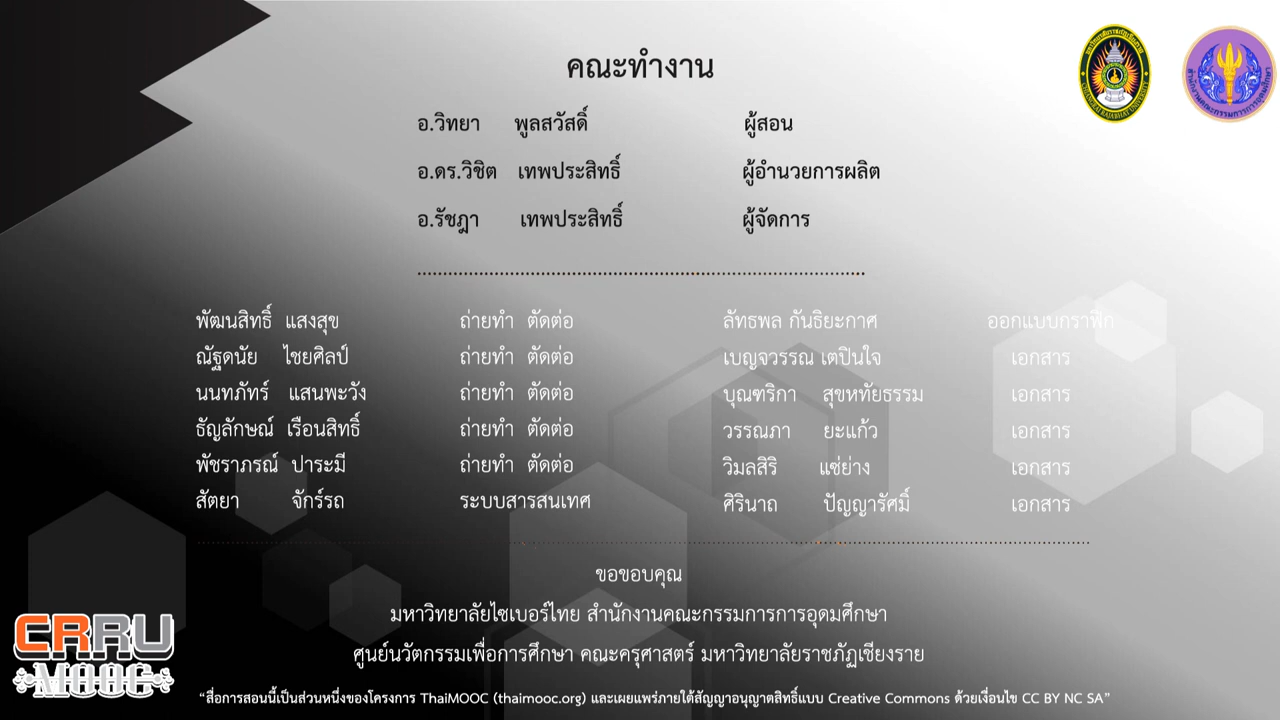 คณะทำงาน
อ.วิทยา พูลสวัสดิ์ ผู้สอน
อ.ดร.วิชิต เทพประสิทธิ์ ผู้อำนวยการผลิต
อ.รัชฎา เทพประสิทธิ์ ผู้จัดการ
พัฒนสิทธิ์ แสงสุข ถ่ายทำ ตัดต่อ
ณัฐดนัย ไชยศิลป์ ถ่ายทำ ตัดต่อ
นนทภัทร์ แสนพะวัง ถ่ายทำ ตัดต่อ
ธัญลักษณ์ เรือนสิทธิ์ ถ่ายทำ ตัดต่อ
พัชราภรณ์ ปาระมี ถ่ายทำ ตัดต่อ
สัตยา จักร์รถ ระบบสารสนเทศ
ลัทธพล กันธิยะกาศ ออกแบบกราฟิก
เบญจวรรณ เตปินใจ เอกสาร
บุณฑริกา สุขหทัยธรรม เอกสาร
วรรณภา ยะแก้ว เอกสาร
วิมลสิริ แซ่ย่าง เอกสาร
ศิรินาถ ปัญญารัศมิ์ เอกสาร
ขอขอบคุณ
มหาวิทยาลัยไซเบอร์ไทย สำนักงานคณะกรรมการการอุดมศึกษา
ศูนย์นวัตกรรมเพื่อการศึกษา คณะครุศาสตร์ มหาวิทยาลัยราชภัฏเชียงราย
CRRU
MOOC
“สื่อการสอนนี้เป็นส่วนหนึ่งของโครงการ ThaiMOOC (thaimooc.org) และเผยแพร่ภายใต้สัญญาอนุญาตสิทธิ์แบบ Creative Commons ด้วยเงื่อนไข CC BY NC SA”